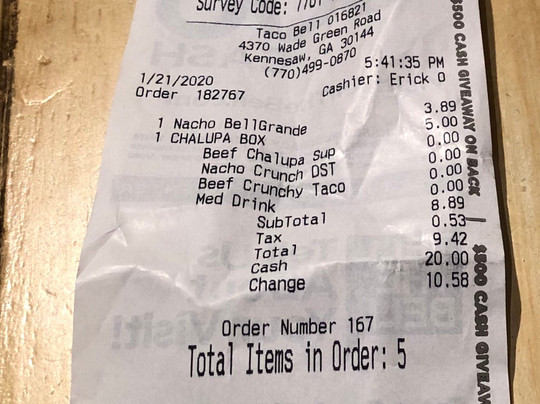 Survey Code:
Taco Bell 016821
4370 Wade Green Road
Kennesaw, GA 30144
(770)499-0870
5:41:35 PM
1/21/2020
Cashier: Erick O
Order 182767
1 Nacho BellGrande 3.89
1 CHALUPA BOX 5.00
Beef Chalupa Sup 0.00
Nacho Crunch DST 0.00
Beef Crunchy Taco 0.00
Med Drink 0.00
SubTotal 8.89
Tax 0.53
Total 9.42
Cash 20.00
Change 10.58
Order Number 167
Total Items in Order: 5
$500 CASH GIVEAWAY ON BACK
$500 CASH GIVEAW